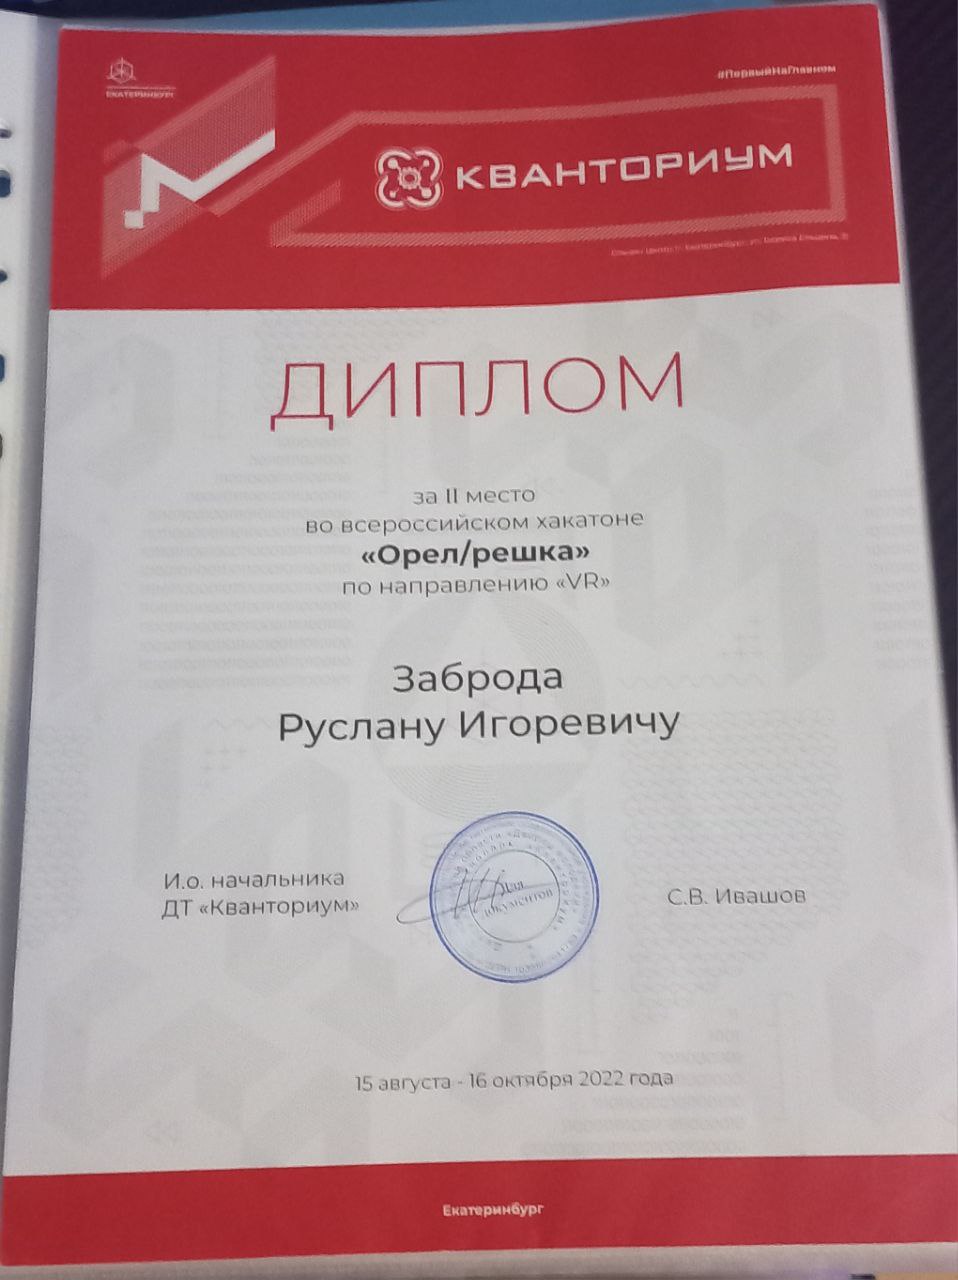 ЕКАТЕРИНБУРГ
#ПервыйНаГлавном
КВАНТОРИУМ
ДИПЛОМ
за II место
во всероссийском хакатоне
«Орел/решка»
по направлению «VR»
Заброда
Руслану Игоревичу
И.о. начальника
ДТ «Кванториум»
для
документов
С.В. Ивашов
15 августа - 16 октября 2022 года
Екатеринбург